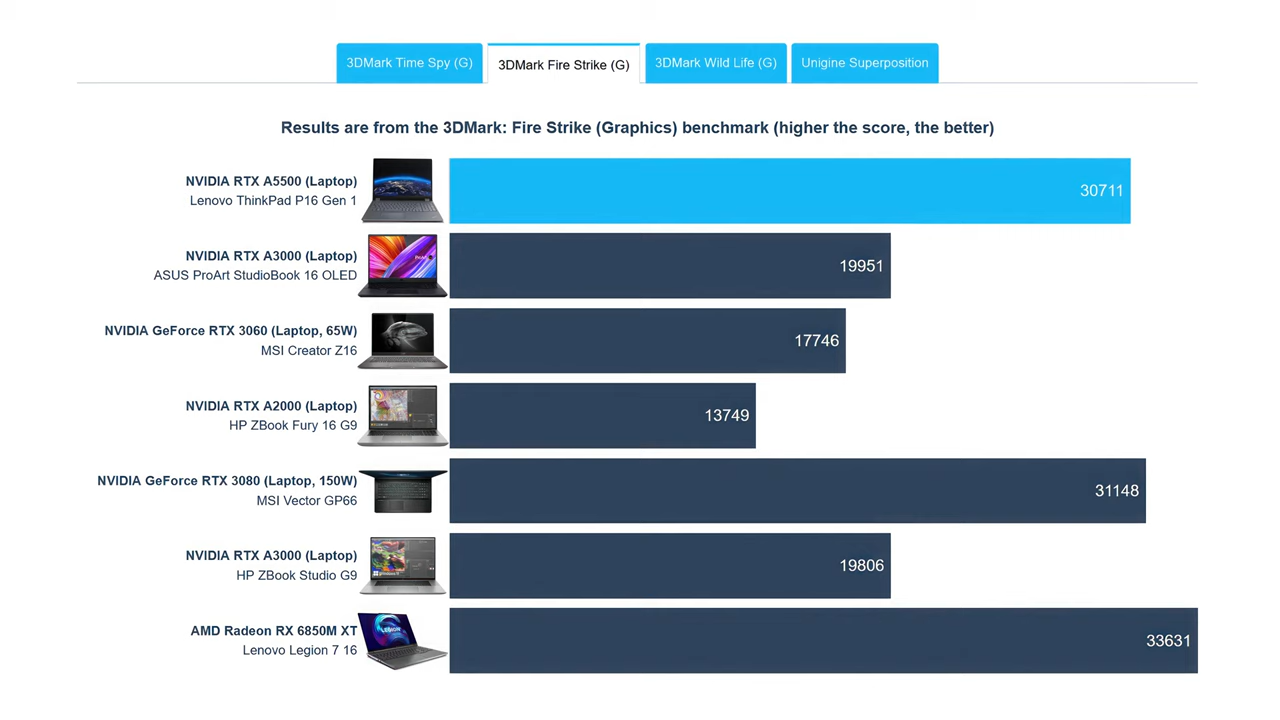 3DMark Time Spy (G)
3DMark Fire Strike (G)
3DMark Wild Life (G)
Unigine Superposition
Results are from the 3DMark: Fire Strike (Graphics) benchmark (higher the score, the better)
NVIDIA RTX A5500 (Laptop)
Lenovo ThinkPad P16 Gen 1
30711
NVIDIA RTX A3000 (Laptop)
ASUS ProArt StudioBook 16 OLED
19951
NVIDIA GeForce RTX 3060 (Laptop, 65W)
MSI Creator Z16
17746
NVIDIA RTX A2000 (Laptop)
HP ZBook Fury 16 G9
13749
NVIDIA GeForce RTX 3080 (Laptop, 150W)
MSI Vector GP66
31148
NVIDIA RTX A3000 (Laptop)
HP ZBook Studio G9
19806
AMD Radeon RX 6850M XT
Lenovo Legion 7 16
LEGION
33631